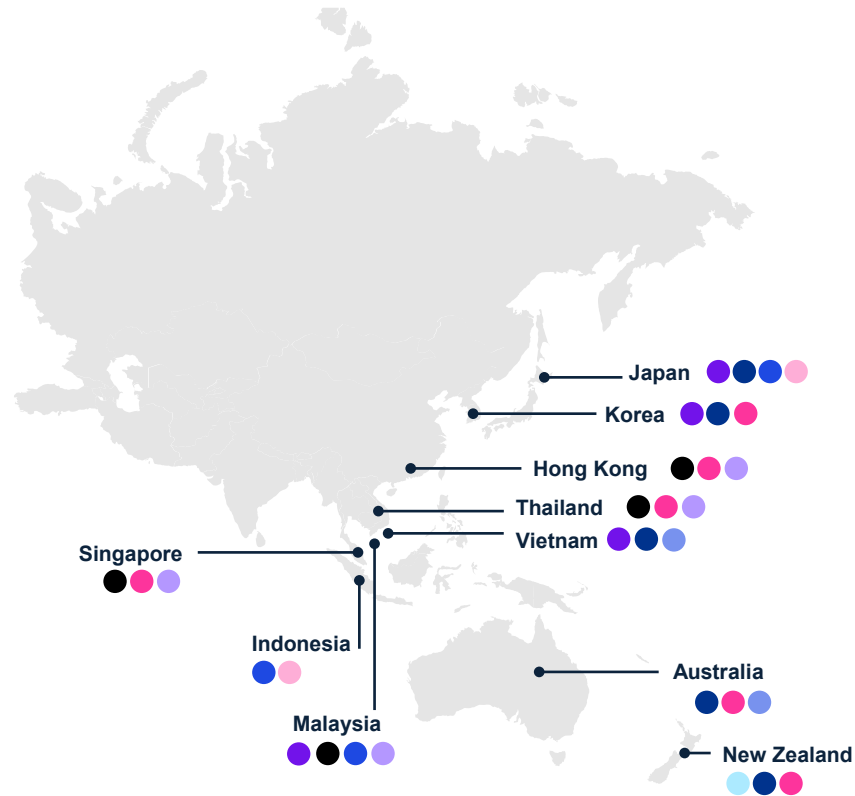 Japan
Korea
Hong Kong
Thailand
Vietnam
Singapore
Indonesia
Australia
Malaysia
New Zealand